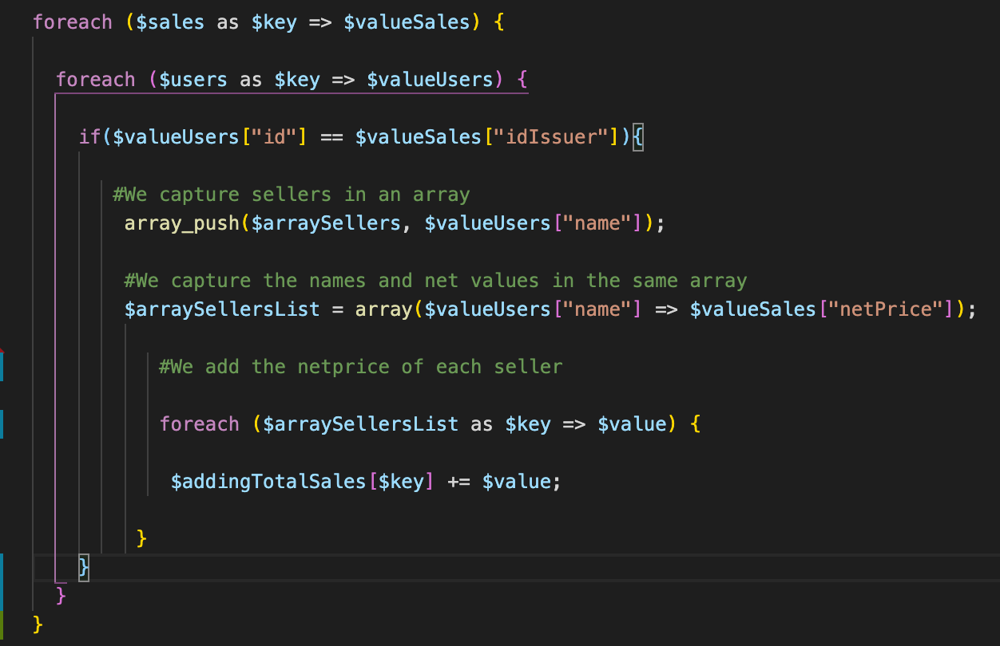 foreach ($sales as $key => $valueSales) {
foreach ($users as $key => $valueUsers) {
if($valueUsers["id"] == $valueSales["idIssuer"]){
#We capture sellers in an array
array_push($arraySellers, $valueUsers["name"]);
#We capture the names and net values in the same array
$arraySellersList = array($valueUsers["name"] => $valueSales["netPrice"]);
#We add the netprice of each seller
foreach ($arraySellersList as $key => $value) {
$addingTotalSales[$key] += $value;
}
}
}
}